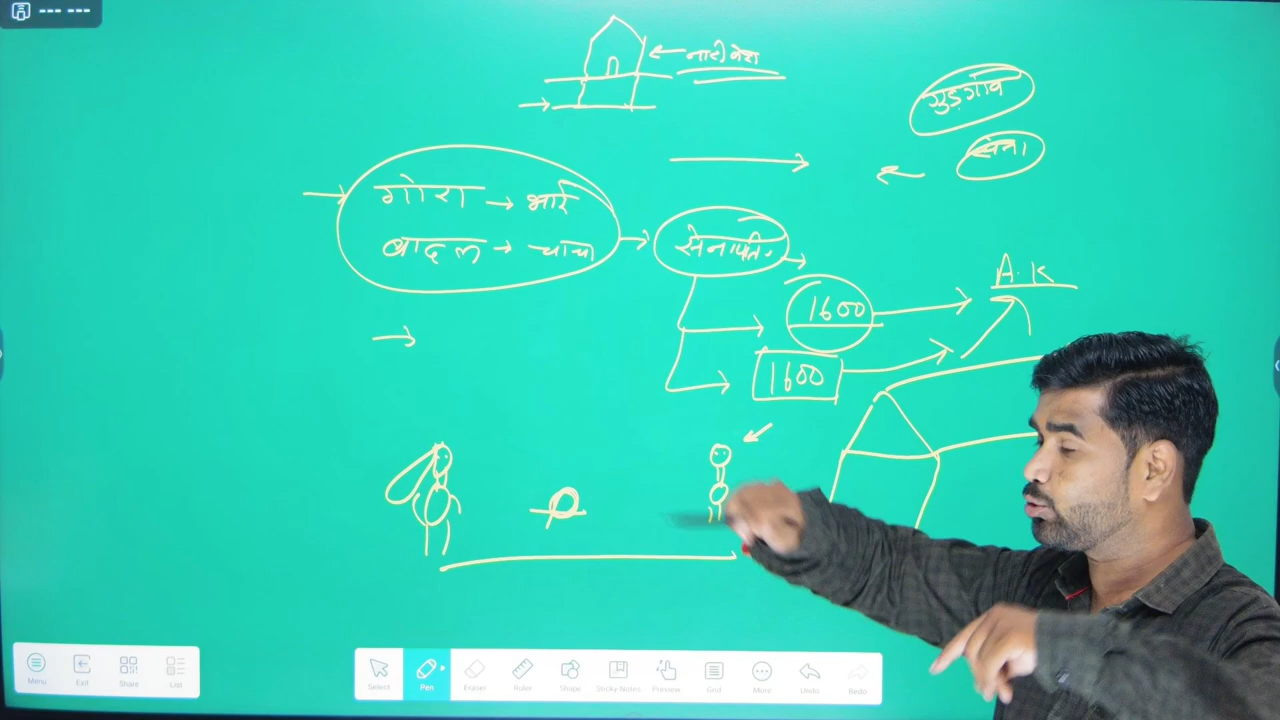 गुड़गांव
सेना
गोरा → भाई
बादल → चाचा
सेनापति
A.K
1600
1600
Menu
Exit
Share
List
Select
Pen
Eraser
Ruler
Shape
Sticky Notes
Preview
Grid
More
Undo
Redo